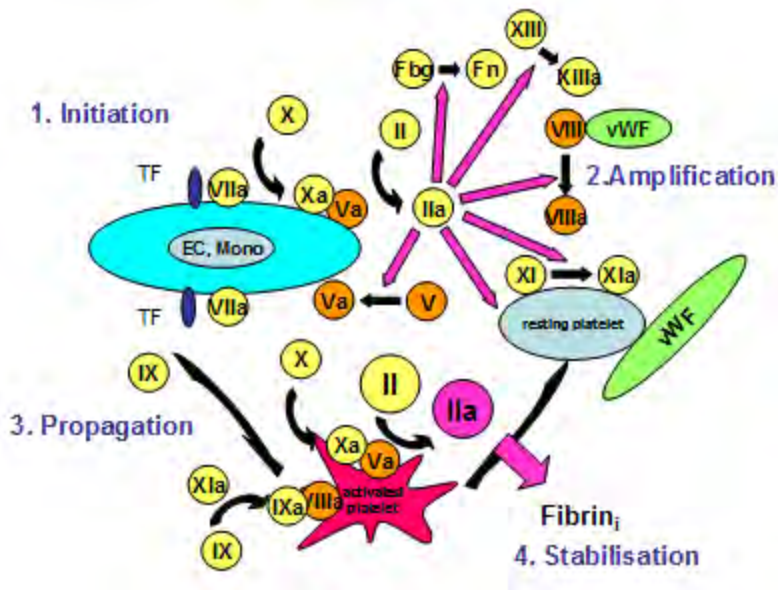 XIII
Fbg
Fn
XIIIa
1. Initiation
X
II
VIII
vWF
TF
VIIa
Xa
Va
IIa
2.Amplification
VIIIa
EC, Mono
XI
XIa
TF
VIIa
Va
V
resting platelet
vWF
IX
X
II
IIa
3. Propagation
Xa
Va
XIa
IXa
VIIIa
activated
platelet
IX
Fibrini
4. Stabilisation